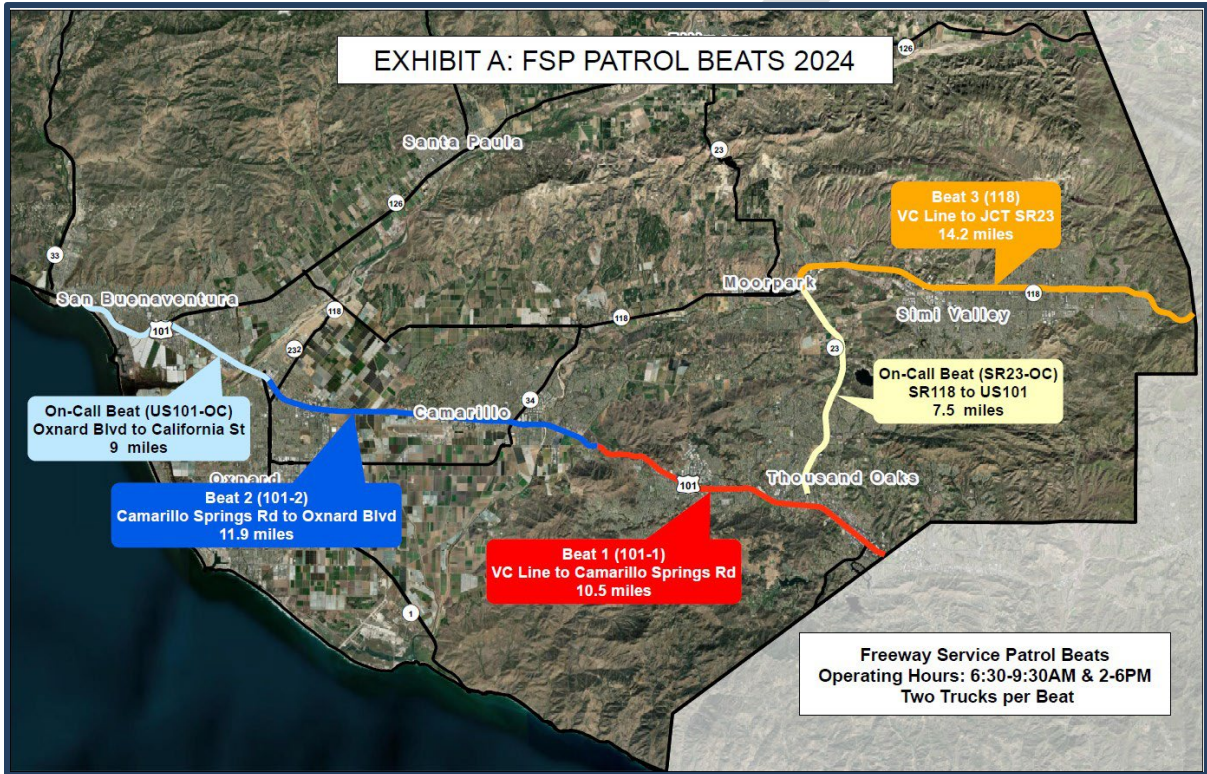 EXHIBIT A: FSP PATROL BEATS 2024
126
Santa Paula
23
126
33
Beat 3 (118)
VC Line to JCT SR23
14.2 miles
Moorpark
San Buenaventura
118
101
118
118
Simi Valley
232
23
On-Call Beat (SR23-OC)
SR118 to US101
7.5 miles
On-Call Beat (US101-OC)
Oxnard Blvd to California St
9 miles
Camarillo
34
Oxnard
101
Thousand Oaks
Beat 2 (101-2)
Camarillo Springs Rd to Oxnard Blvd
11.9 miles
Beat 1 (101-1)
VC Line to Camarillo Springs Rd
10.5 miles
1
Freeway Service Patrol Beats
Operating Hours: 6:30-9:30AM & 2-6PM
Two Trucks per Beat